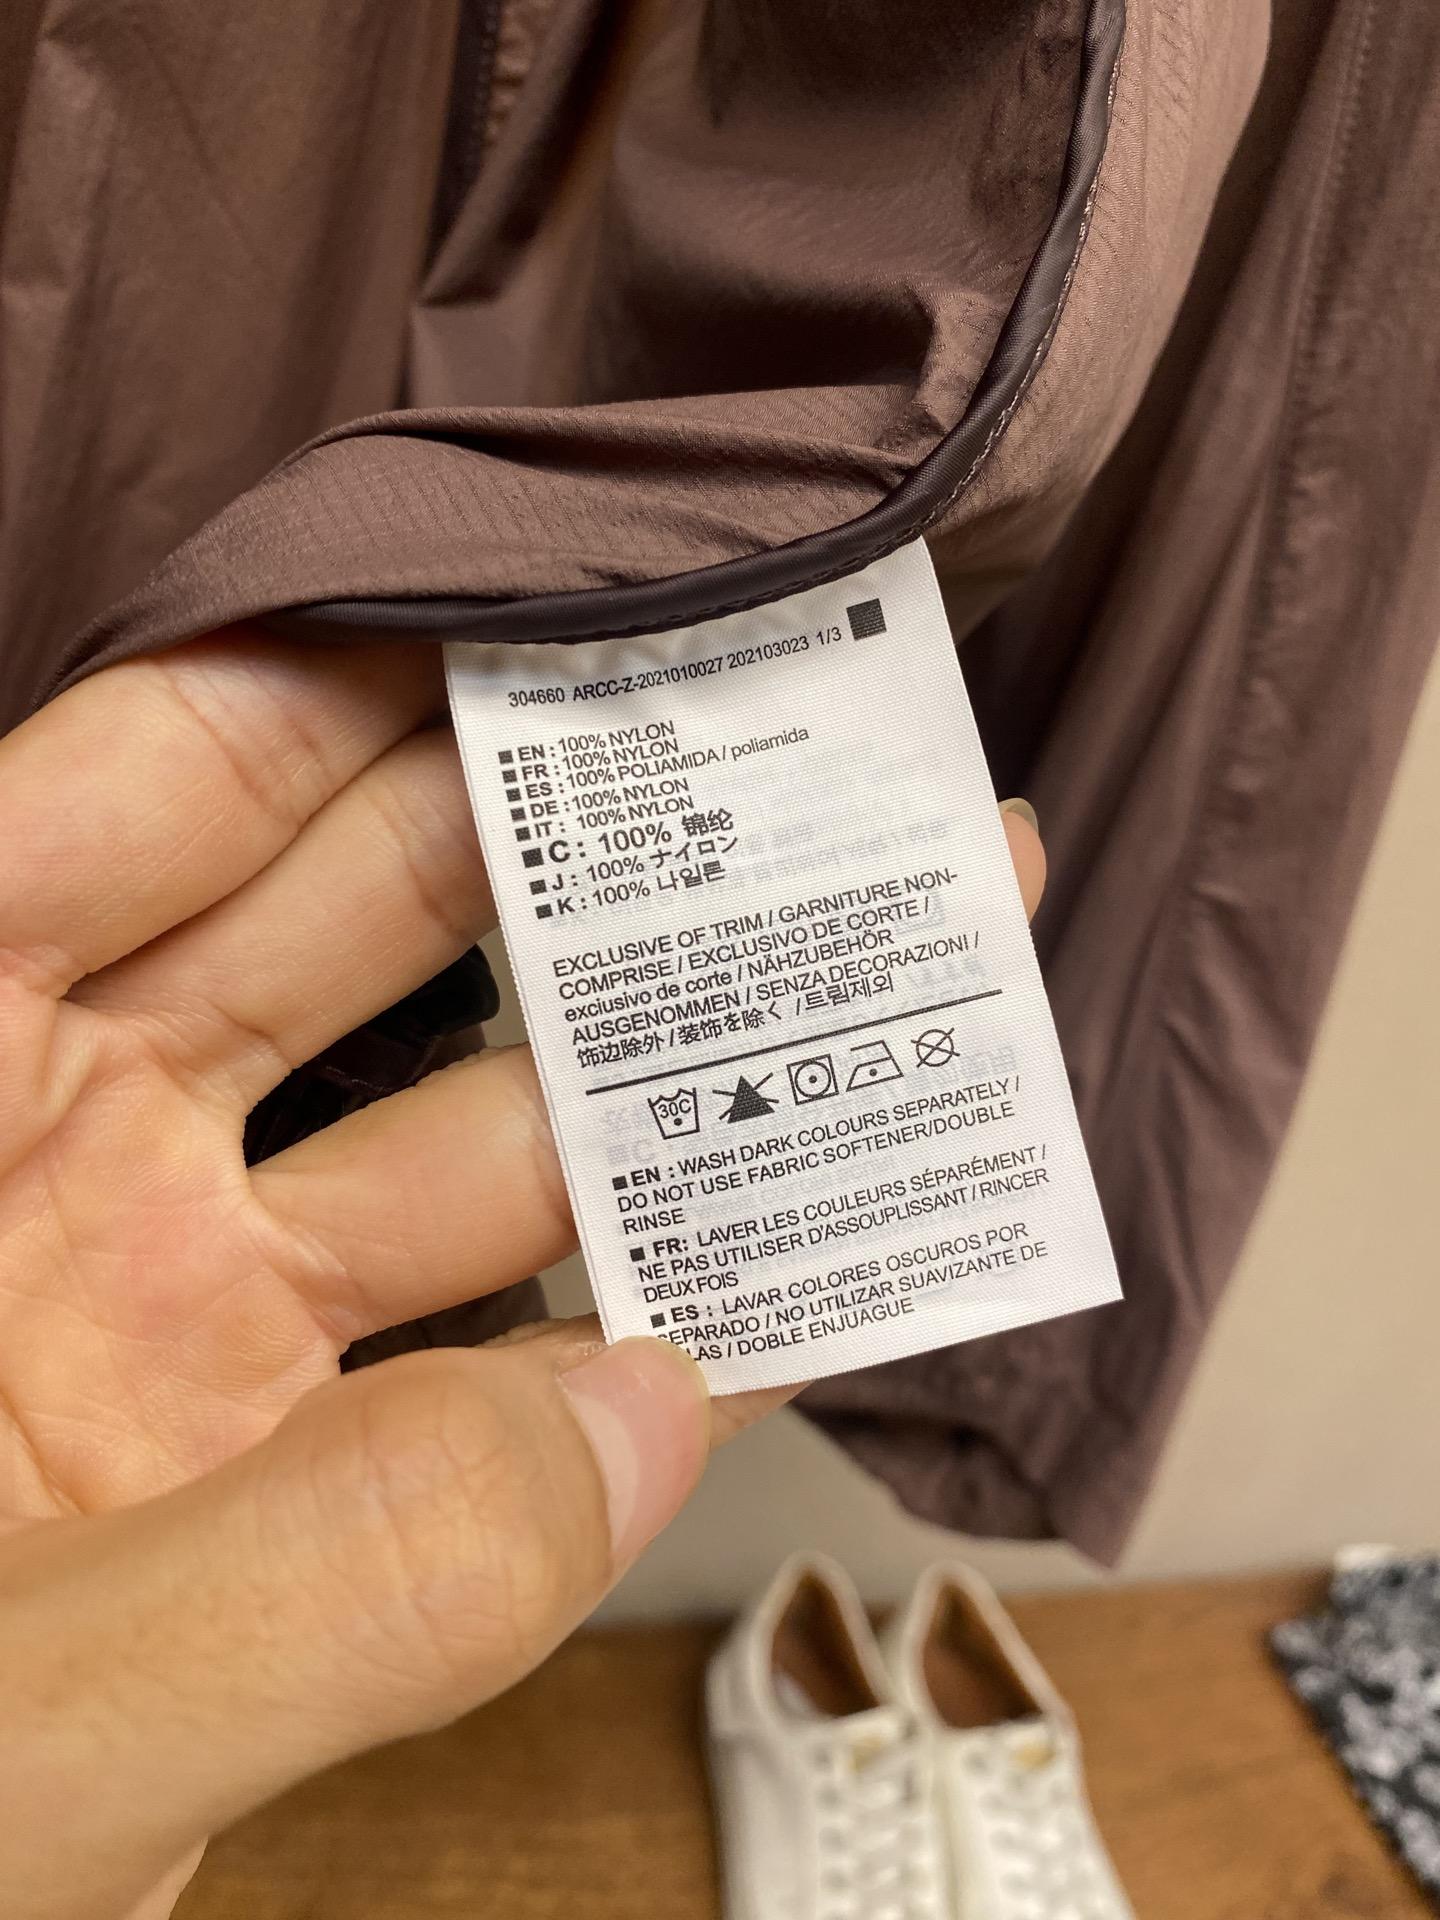 304660 ARCC-Z-2021010027 202103023 1/3
EN : 100% NYLON
FR : 100% NYLON
ES : 100% POLIAMIDA / poliamida
DE : 100% NYLON
IT : 100% NYLON
C : 100% 锦纶
J : 100% ナイロン
K : 100% 나일론
EXCLUSIVE OF TRIM / GARNITURE NON-
COMPRISE / EXCLUSIVO DE CORTE /
exciusivo de corte / NÄHZUBEHÖR
AUSGENOMMEN / SENZA DECORAZIONI /
饰边除外 / 装饰を除く / 트림제외
30C
EN : WASH DARK COLOURS SEPARATELY /
DO NOT USE FABRIC SOFTENER/DOUBLE
RINSE
FR: LAVER LES COULEURS SÉPARÉMENT /
NE PAS UTILISER D'ASSOUPLISSANT / RINCER
DEUX FOIS
ES : LAVAR COLORES OSCUROS POR
SEPARADO / NO UTILIZAR SUAVIZANTE DE
LAS / DOBLE ENJUAGUE